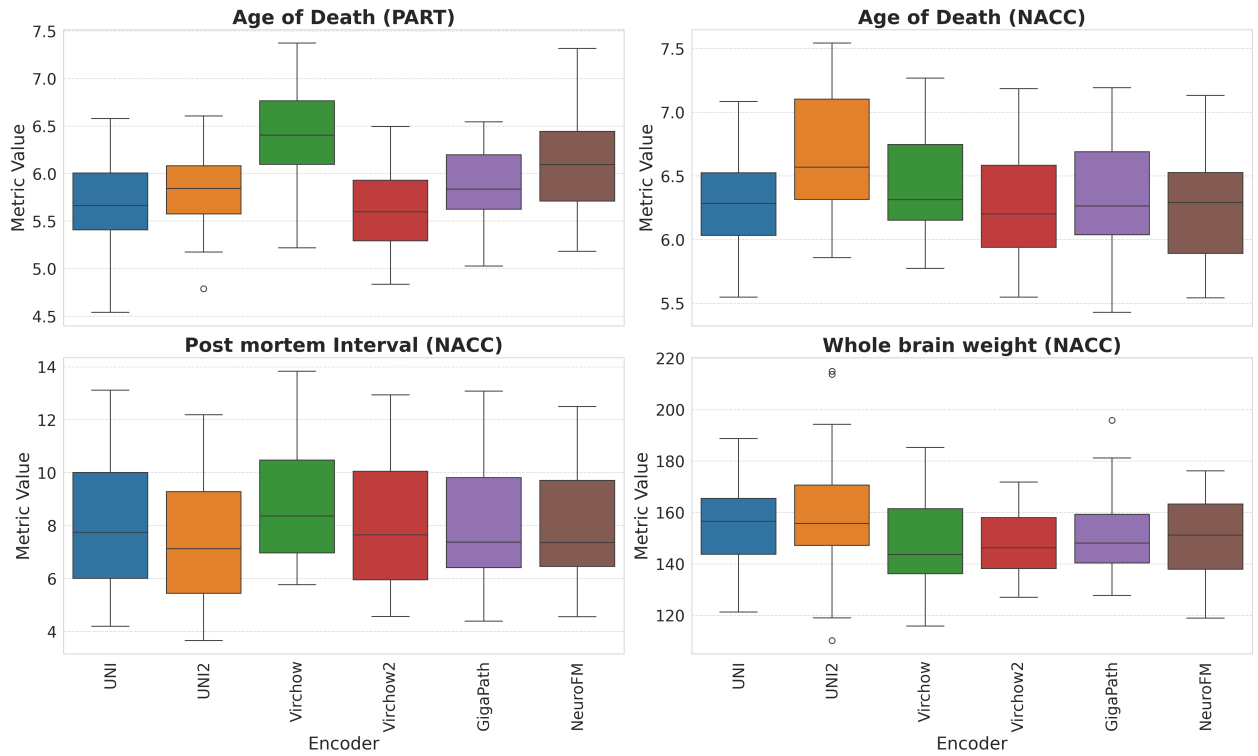 Age of Death (PART)
Metric Value
7.5
7.0
6.5
6.0
5.5
5.0
4.5
Age of Death (NACC)
Metric Value
7.5
7.0
6.5
6.0
5.5
Post mortem Interval (NACC)
Metric Value
14
12
10
8
6
4
UNI
UNI2
Virchow
Virchow2
GigaPath
NeuroFM
Encoder
Whole brain weight (NACC)
Metric Value
220
200
180
160
140
120
UNI
UNI2
Virchow
Virchow2
GigaPath
NeuroFM
Encoder